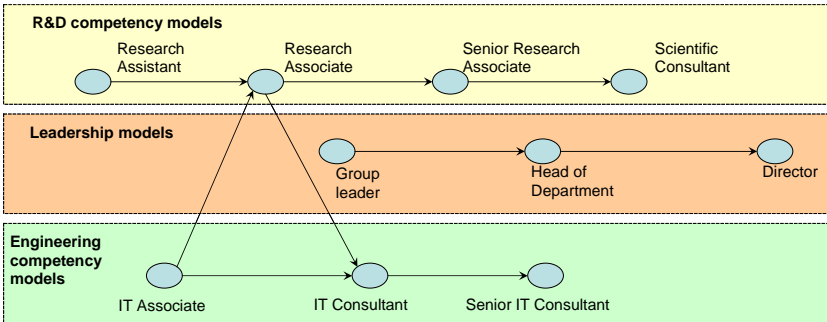 R&D competency models
Research
Assistant
Research
Associate
Senior Research
Associate
Scientific
Consultant
Leadership models
Group
leader
Head of
Department
Director
Engineering
competency
models
IT Associate
IT Consultant
Senior IT Consultant